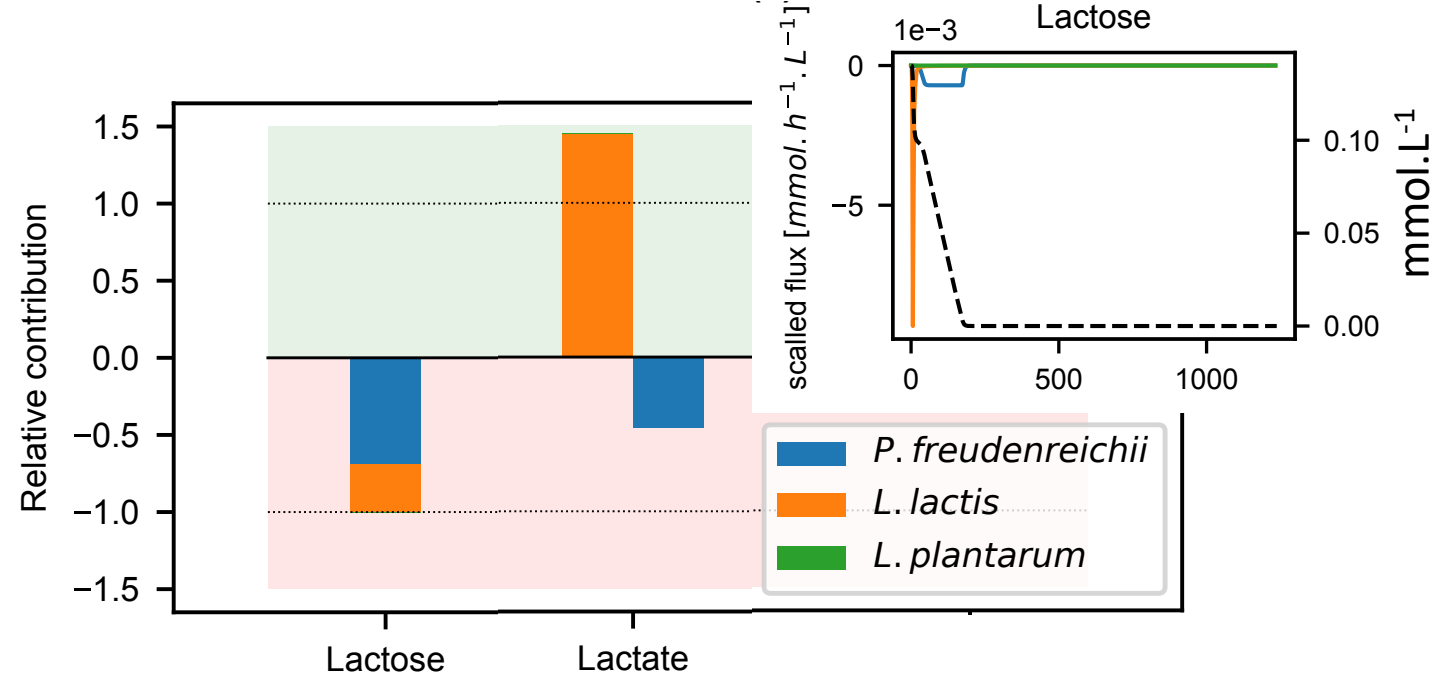 Lactose
1e−3
scalled flux [mmol. h⁻¹. L⁻¹]
0
−5
0.10
0.05
0.00
mmol.L⁻¹
0 500 1000
Relative contribution
1.5
1.0
0.5
0.0
−0.5
−1.0
−1.5
P. freudenreichii
L. lactis
L. plantarum
Lactose Lactate